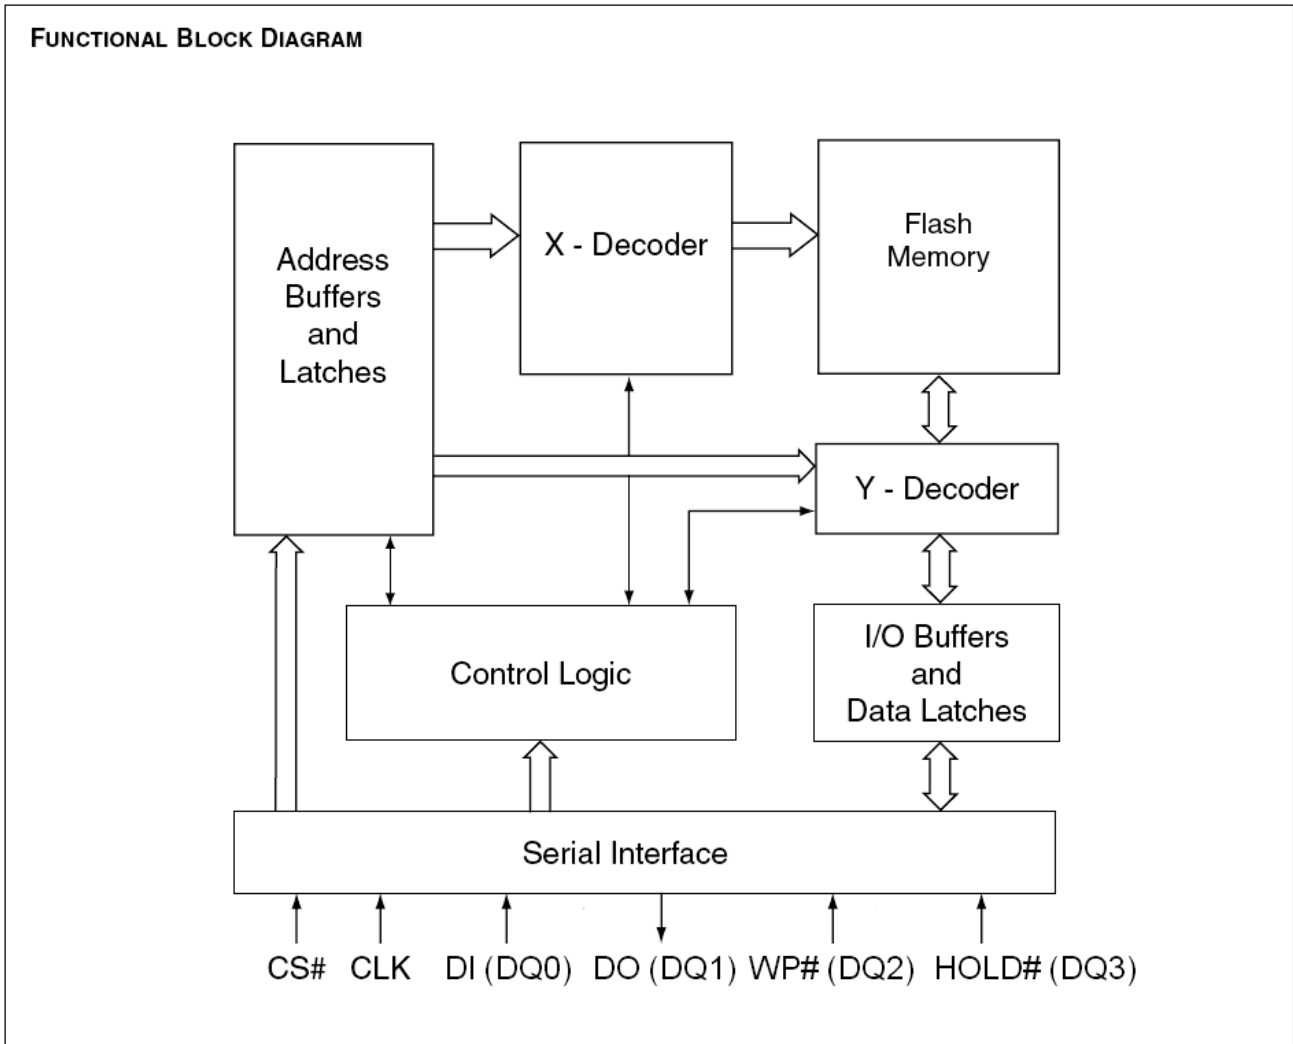 FUNCTIONAL BLOCK DIAGRAM
Address
Buffers
and
Latches
X - Decoder
Flash
Memory
Y - Decoder
Control Logic
I/O Buffers
and
Data Latches
Serial Interface
CS# CLK DI (DQ0) DO (DQ1) WP# (DQ2) HOLD# (DQ3)